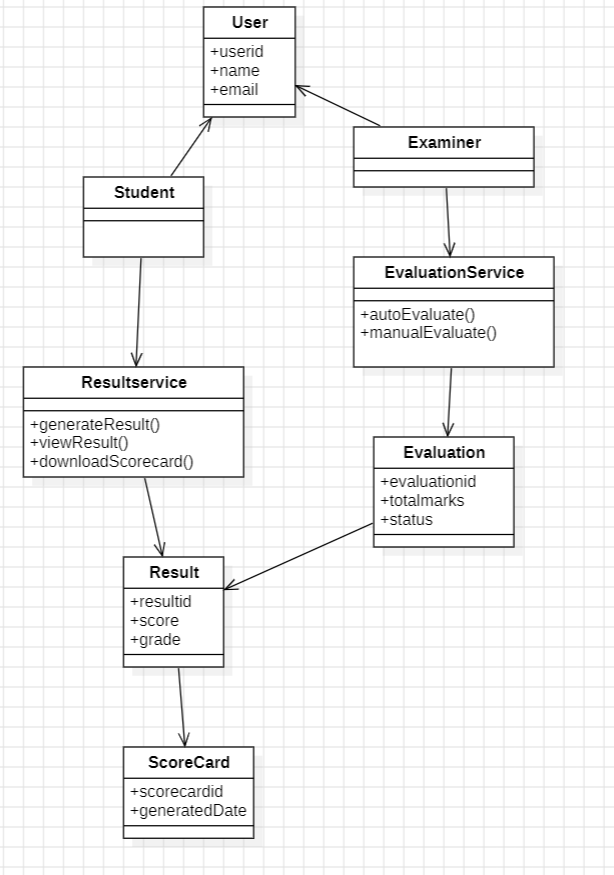 User
+userid
+name
+email
Examiner
Student
EvaluationService
+autoEvaluate()
+manualEvaluate()
Resultservice
+generateResult()
+viewResult()
+downloadScorecard()
Evaluation
+evaluationid
+totalmarks
+status
Result
+resultid
+score
+grade
ScoreCard
+scorecardid
+generatedDate